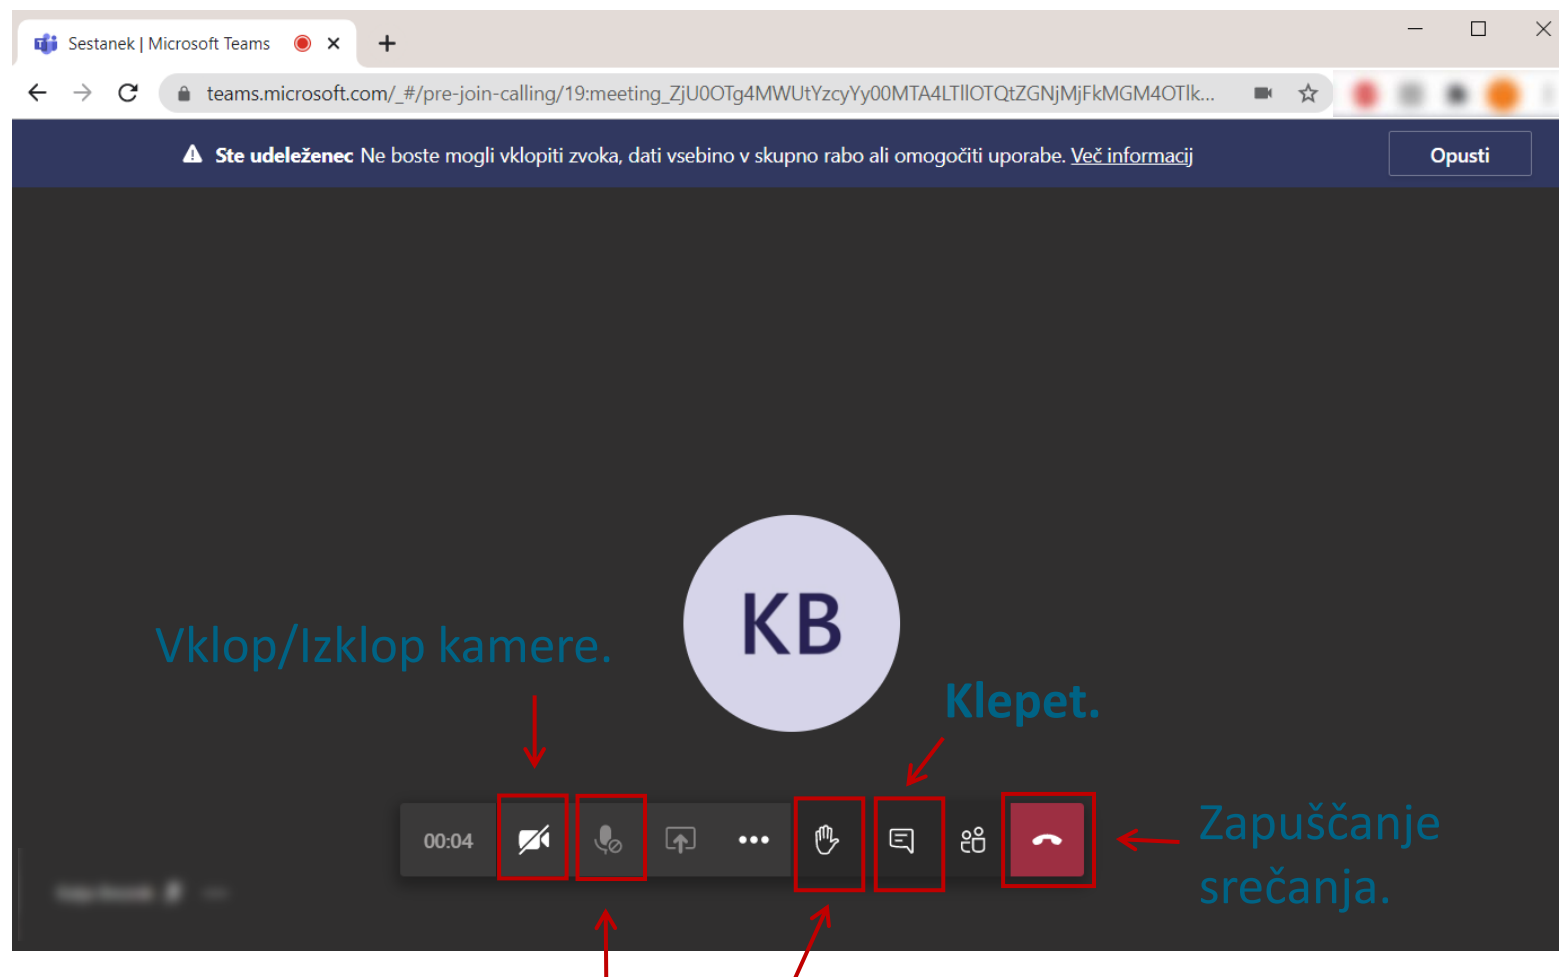 Sestanek | Microsoft Teams
teams.microsoft.com/_#/pre-join-calling/19:meeting_ZjU0OTg4MWUtYzcyYy00MTA4LTllOTQtZGNjMjFkMGM4OTlk...
Ste udeleženec Ne boste mogli vklopiti zvoka, dati vsebino v skupno rabo ali omogočiti uporabe. Več informacij
Opusti
KB
Vklop/Izklop kamere.
Klepet.
00:04
Zapuščanje
srečanja.